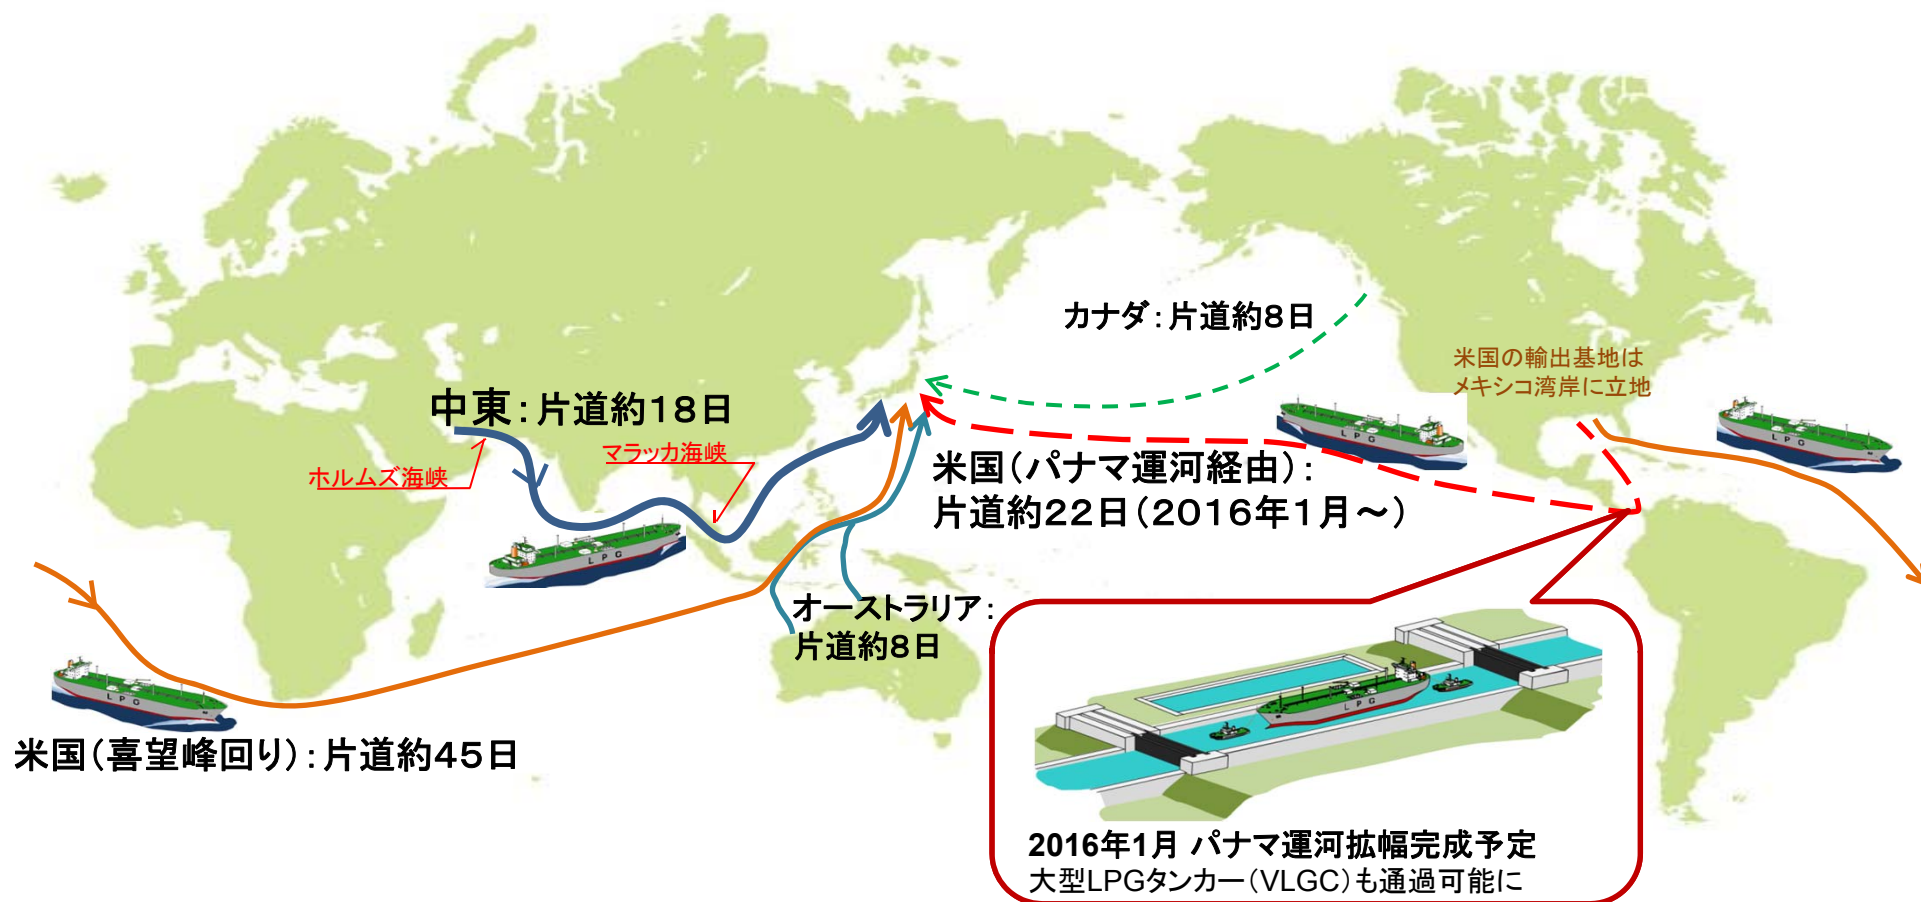 カナダ：片道約８日
米国の輸出基地は
メキシコ湾岸に立地
中東：片道約１８日
マラッカ海峡
ホルムズ海峡
米国（パナマ運河経由）：
片道約２２日（２０１６年１月～）
オーストラリア：
片道約８日
米国（喜望峰回り）：片道約４５日
LPG
LPG
LPG
LPG
LPG
2016年1月 パナマ運河拡幅完成予定
大型LPGタンカー（VLGC）も通過可能に